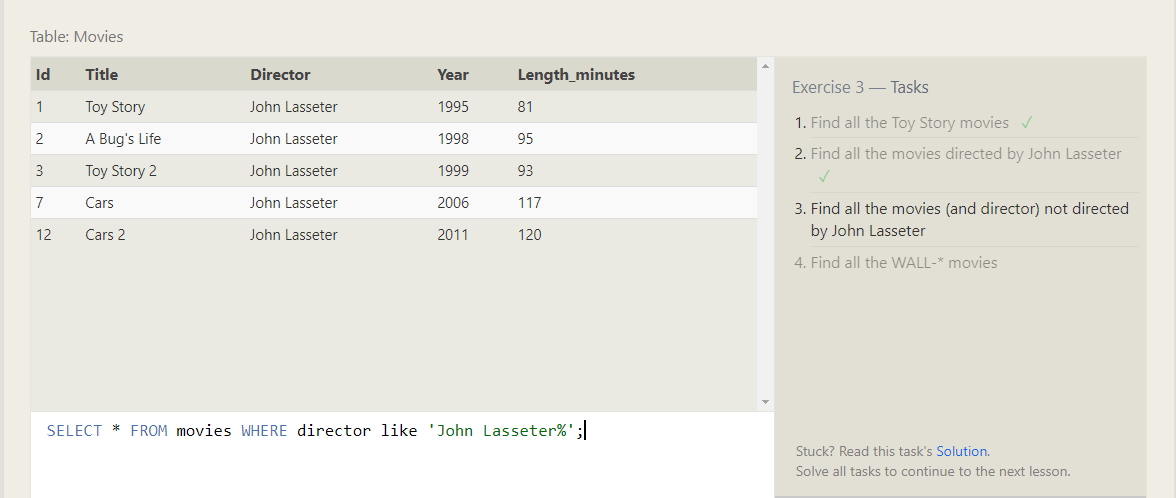 Table: Movies
Id Title Director Year Length_minutes
1 Toy Story John Lasseter 1995 81
2 A Bug's Life John Lasseter 1998 95
3 Toy Story 2 John Lasseter 1999 93
7 Cars John Lasseter 2006 117
12 Cars 2 John Lasseter 2011 120
SELECT * FROM movies WHERE director like 'John Lasseter%';
Exercise 3 — Tasks
1. Find all the Toy Story movies ✓
2. Find all the movies directed by John Lasseter
✓
3. Find all the movies (and director) not directed
by John Lasseter
4. Find all the WALL-* movies
Stuck? Read this task's Solution.
Solve all tasks to continue to the next lesson.